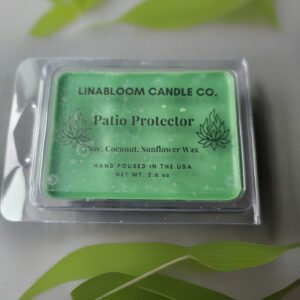 LINABLOOM CANDLE CO.
Patio Protector
Soy, Coconut, Sunflower Wax
HAND POURED IN THE USA
NET WT. 2.6 oz